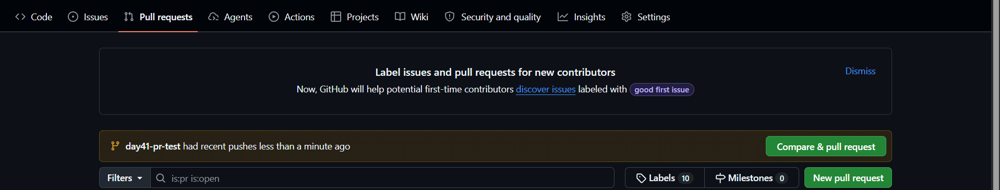 Code Issues Pull requests Agents Actions Projects Wiki Security and quality Insights Settings
Label issues and pull requests for new contributors
Dismiss
Now, GitHub will help potential first-time contributors discover issues labeled with good first issue
day41-pr-test had recent pushes less than a minute ago
Compare & pull request
Filters
is:pr is:open
Labels 10
Milestones 0
New pull request